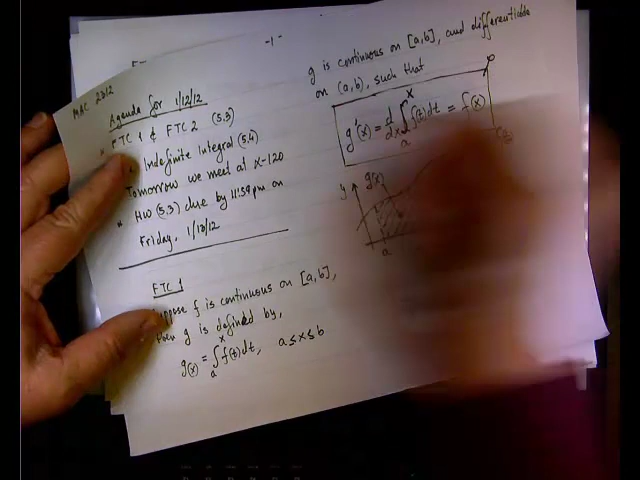 -1-
MAC 2312
Agenda for 1/12/12
* FTC 1 & FTC 2 (5.3)
* Indefinite Integral (5.4)
Tomorrow we meet at X-120
* HW (5.3) due by 11:59 pm on
Friday, 1/13/12
FTC 1
Suppose f is continuous on [a,b],
then g is defined by,
g(x) = ∫ₐˣ f(t)dt, a ≤ x ≤ b
g is continuous on [a,b], and differentiable
on (a,b), such that
g'(x) = d/dx ∫ₐˣ f(t)dt = f(x)
y g(x)
a